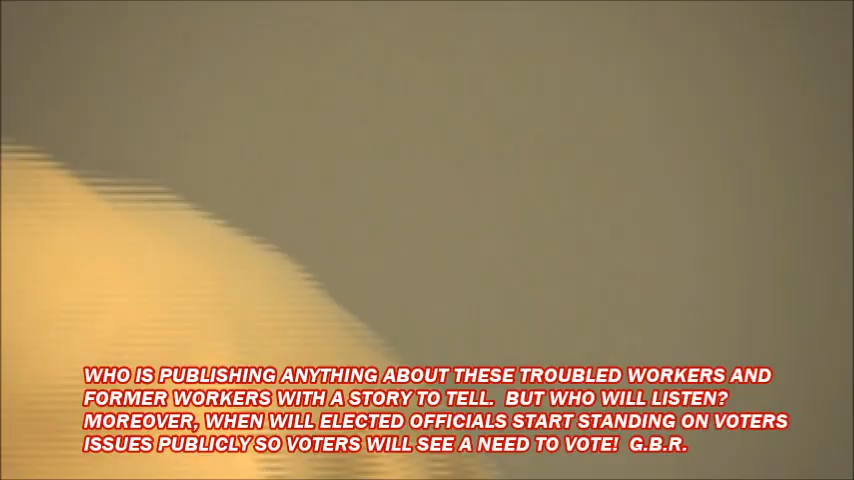 WHO IS PUBLISHING ANYTHING ABOUT THESE TROUBLED WORKERS AND
FORMER WORKERS WITH A STORY TO TELL.  BUT WHO WILL LISTEN?
MOREOVER, WHEN WILL ELECTED OFFICIALS START STANDING ON VOTERS
ISSUES PUBLICLY SO VOTERS WILL SEE A NEED TO VOTE!  G.B.R.